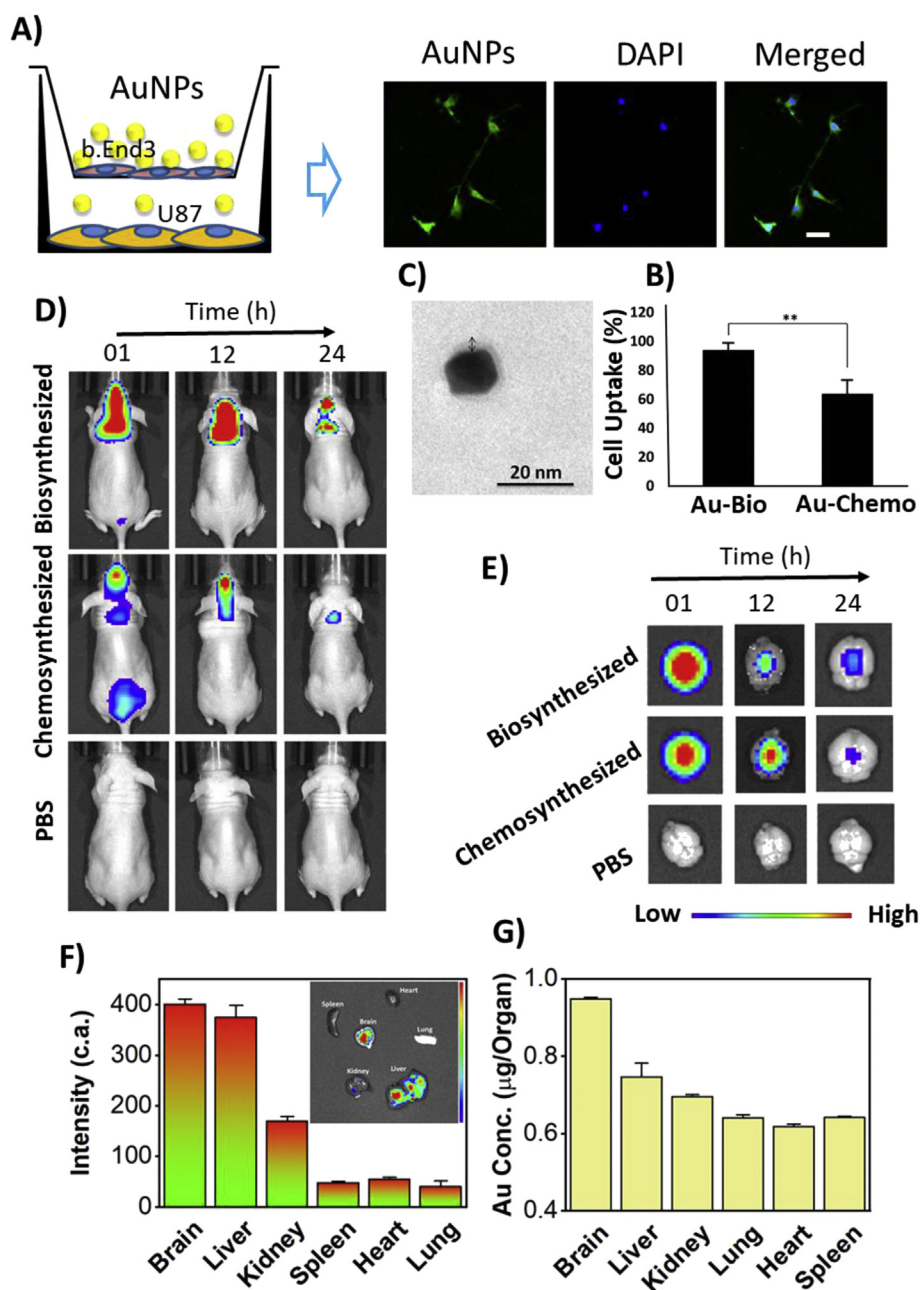 A)
AuNPs
b.End3
U87
AuNPs DAPI Merged
C)
20 nm
B)
Cell Uptake (%)
120
100
80
60
40
20
0
**
Au-Bio Au-Chemo
D)
Time (h)
01 12 24
Biosynthesized
Chemosynthesized
PBS
E)
Time (h)
01 12 24
Biosynthesized
Chemosynthesized
PBS
Low High
F)
Intensity (c.a.)
400
300
200
100
0
Brain Liver Kidney Spleen Heart Lung
Heart
Spleen
Brain
Lung
Kidney
Liver
G)
Au Conc. (µg/Organ)
1.0
0.8
0.6
0.4
Brain Liver Kidney Lung Heart Spleen